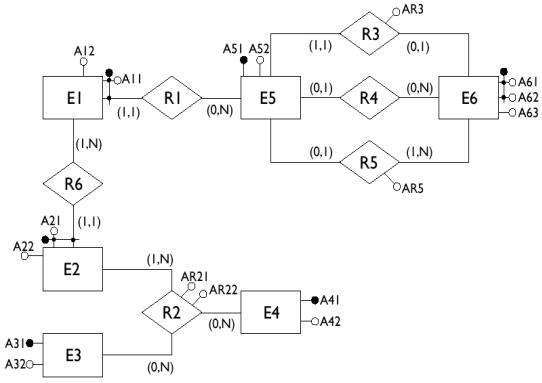 AR3
A12
A51 A52
R3
(1,1) (0,1)
A11
A61
E1 R1 E5 (0,1) R4 (0,N) E6
A62
(1,1) (0,N)
A63
(1,N)
(0,1) R5 (1,N)
R6
AR5
A21 (1,1)
A22
E2
(1,N)
AR21
AR22
A41
R2 E4
(0,N)
A42
A31
E3
A32
(0,N)